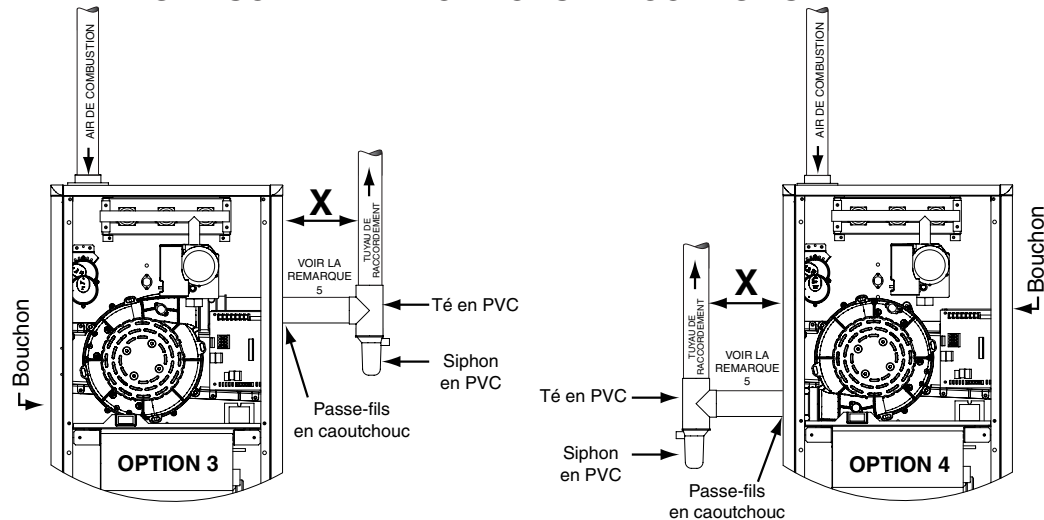 AIR DE COMBUSTION
X
TUYAU DE
RACCORDEMENT
VOIR LA
REMARQUE
5
Té en PVC
Siphon
en PVC
Passe-fils
en caoutchouc
Bouchon
OPTION 3
AIR DE COMBUSTION
X
TUYAU DE
RACCORDEMENT
VOIR LA
REMARQUE
5
Té en PVC
Siphon
en PVC
Passe-fils
en caoutchouc
Bouchon
OPTION 4